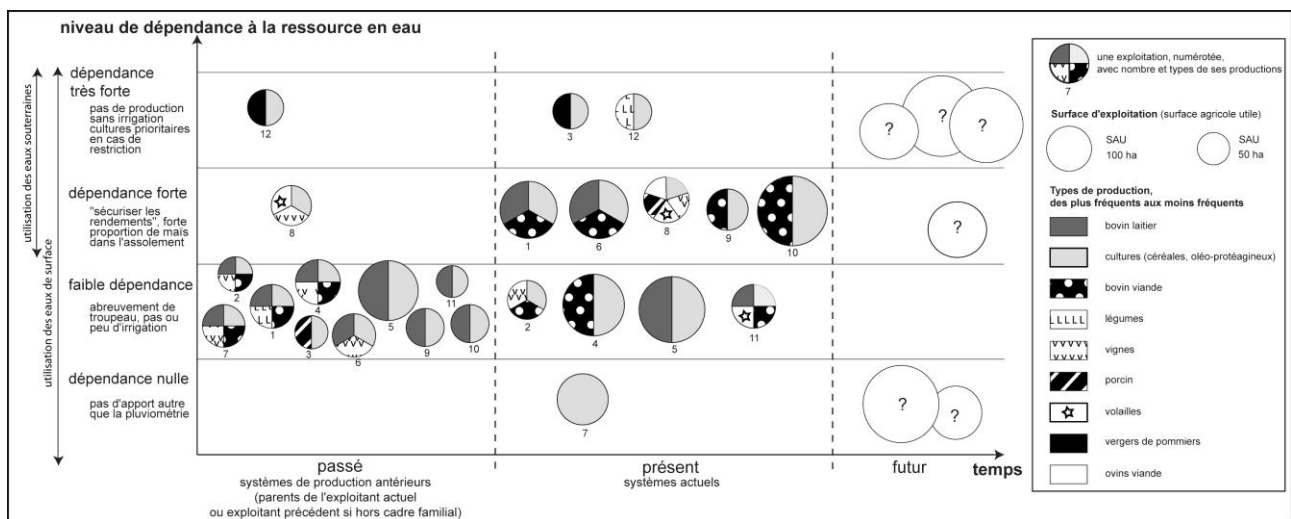 niveau de dépendance à la ressource en eau
utilisation des eaux souterraines
utilisation des eaux de surface
dépendance
très forte
pas de production
sans irrigation
cultures prioritaires
en cas de
restriction
12
3
L L
L
L L
12
?
?
?
dépendance forte
"sécuriser les
rendements", forte
proportion de maïs
dans l'assolement
8
1
6
8
9
10
?
faible dépendance
abreuvement de
troupeau, pas ou
peu d'irrigation
2
7
1
4
3
6
5
9
11
10
2
4
5
11
dépendance nulle
pas d'apport autre
que la pluviométrie
7
?
?
passé
présent
futur
temps
systèmes de production antérieurs
(parents de l'exploitant actuel
ou exploitant précédent si hors cadre familial)
systèmes actuels
7
une exploitation, numérotée,
avec nombre et types de ses productions
Surface d'exploitation (surface agricole utile)
SAU
100 ha
SAU
50 ha
Types de production,
des plus fréquents aux moins fréquents
bovin laitier
cultures (céréales, oléo-protéagineux)
bovin viande
L L L L L
légumes
V V V V V
vignes
porcin
volailles
vergers de pommiers
ovins viande